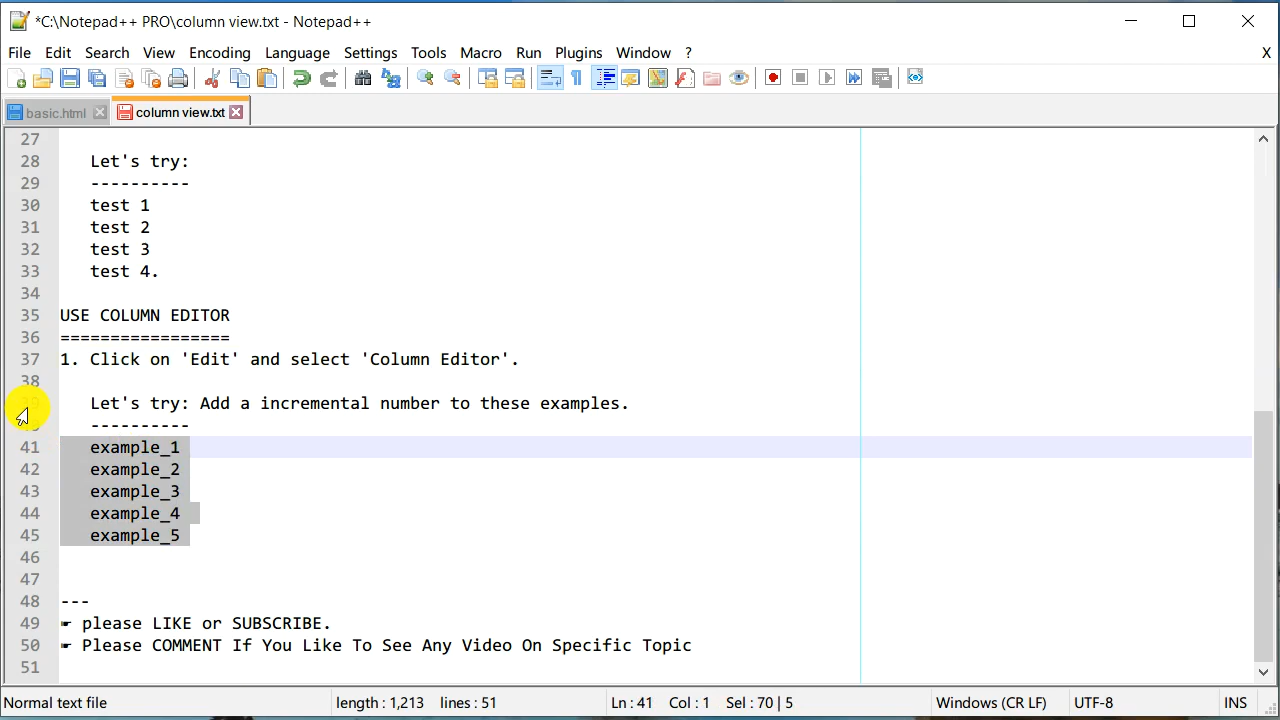 *C:\Notepad++ PRO\column view.txt - Notepad++
File Edit Search View Encoding Language Settings Tools Macro Run Plugins Window ? X
basic.html column view.txt
27
28 Let's try:
29 ----------
30 test 1
31 test 2
32 test 3
33 test 4.
34
35 USE COLUMN EDITOR
36 =================
37 1. Click on 'Edit' and select 'Column Editor'.
38
39 Let's try: Add a incremental number to these examples.
----------
41 example_1
42 example_2
43 example_3
44 example_4
45 example_5
46
47
48 ---
49 ☛ please LIKE or SUBSCRIBE.
50 ☛ Please COMMENT If You Like To See Any Video On Specific Topic
51
Normal text file length : 1,213 lines : 51 Ln : 41 Col : 1 Sel : 70 | 5 Windows (CR LF) UTF-8 INS